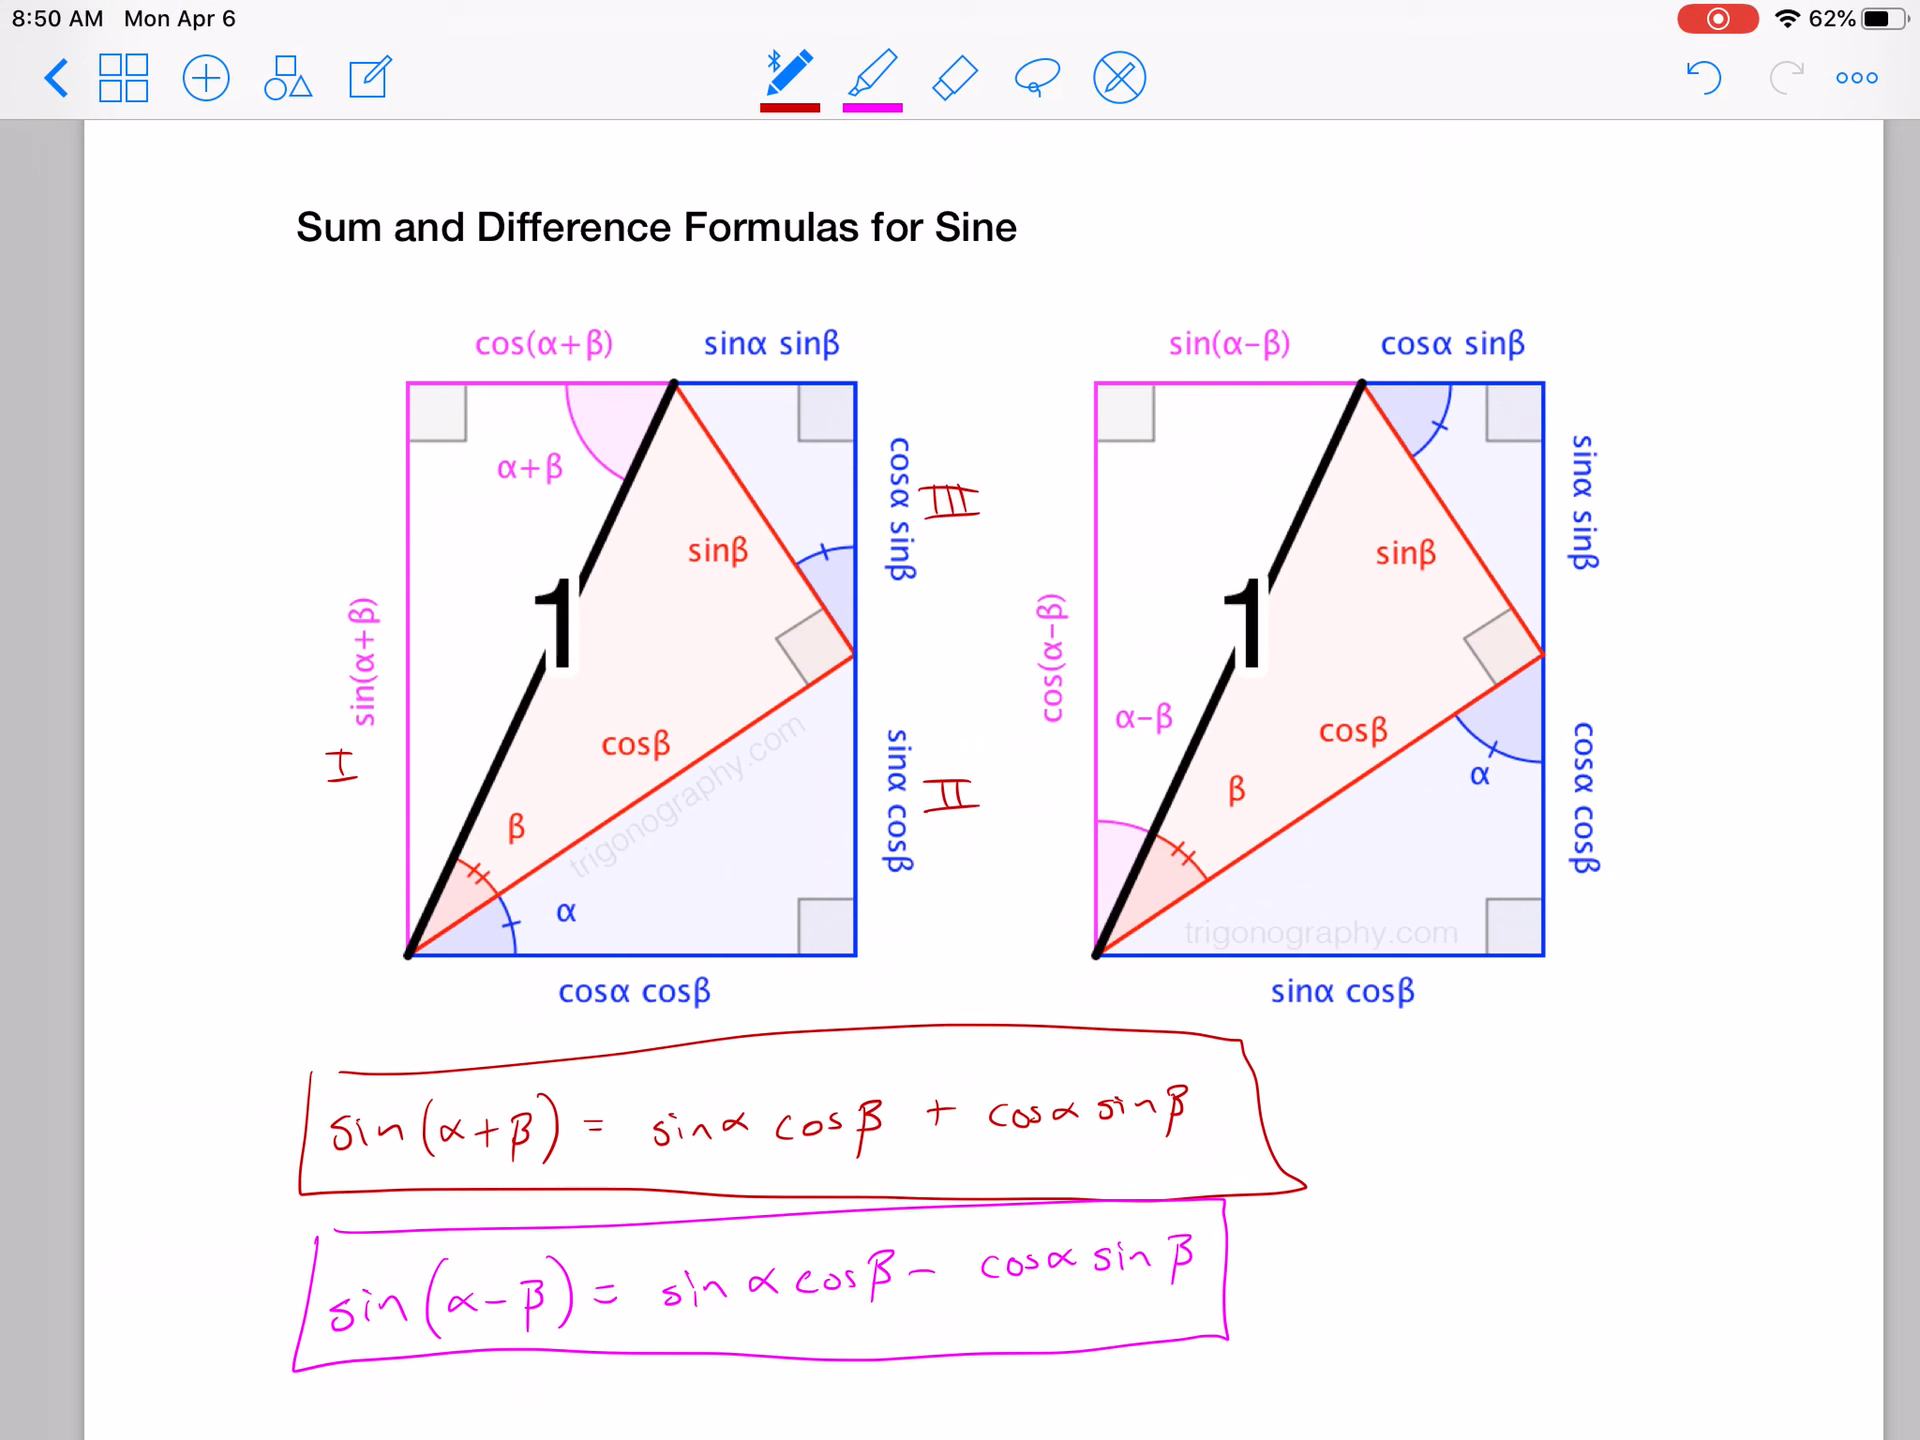 8:50 AM Mon Apr 6
62%
Sum and Difference Formulas for Sine
cos(α+β) sinα sinβ
α+β
sinβ
cosα sinβ
III
1
sin(α+β)
I
cosβ
β
α
sinα cosβ
II
trigonography.com
cosα cosβ
sin(α−β) cosα sinβ
sinβ
sinα sinβ
1
cos(α−β)
α−β
cosβ
β
α
cosα cosβ
trigonography.com
sinα cosβ
sin(α+β) = sinα cosβ + cosα sinβ
sin(α−β) = sinα cosβ − cosα sinβ